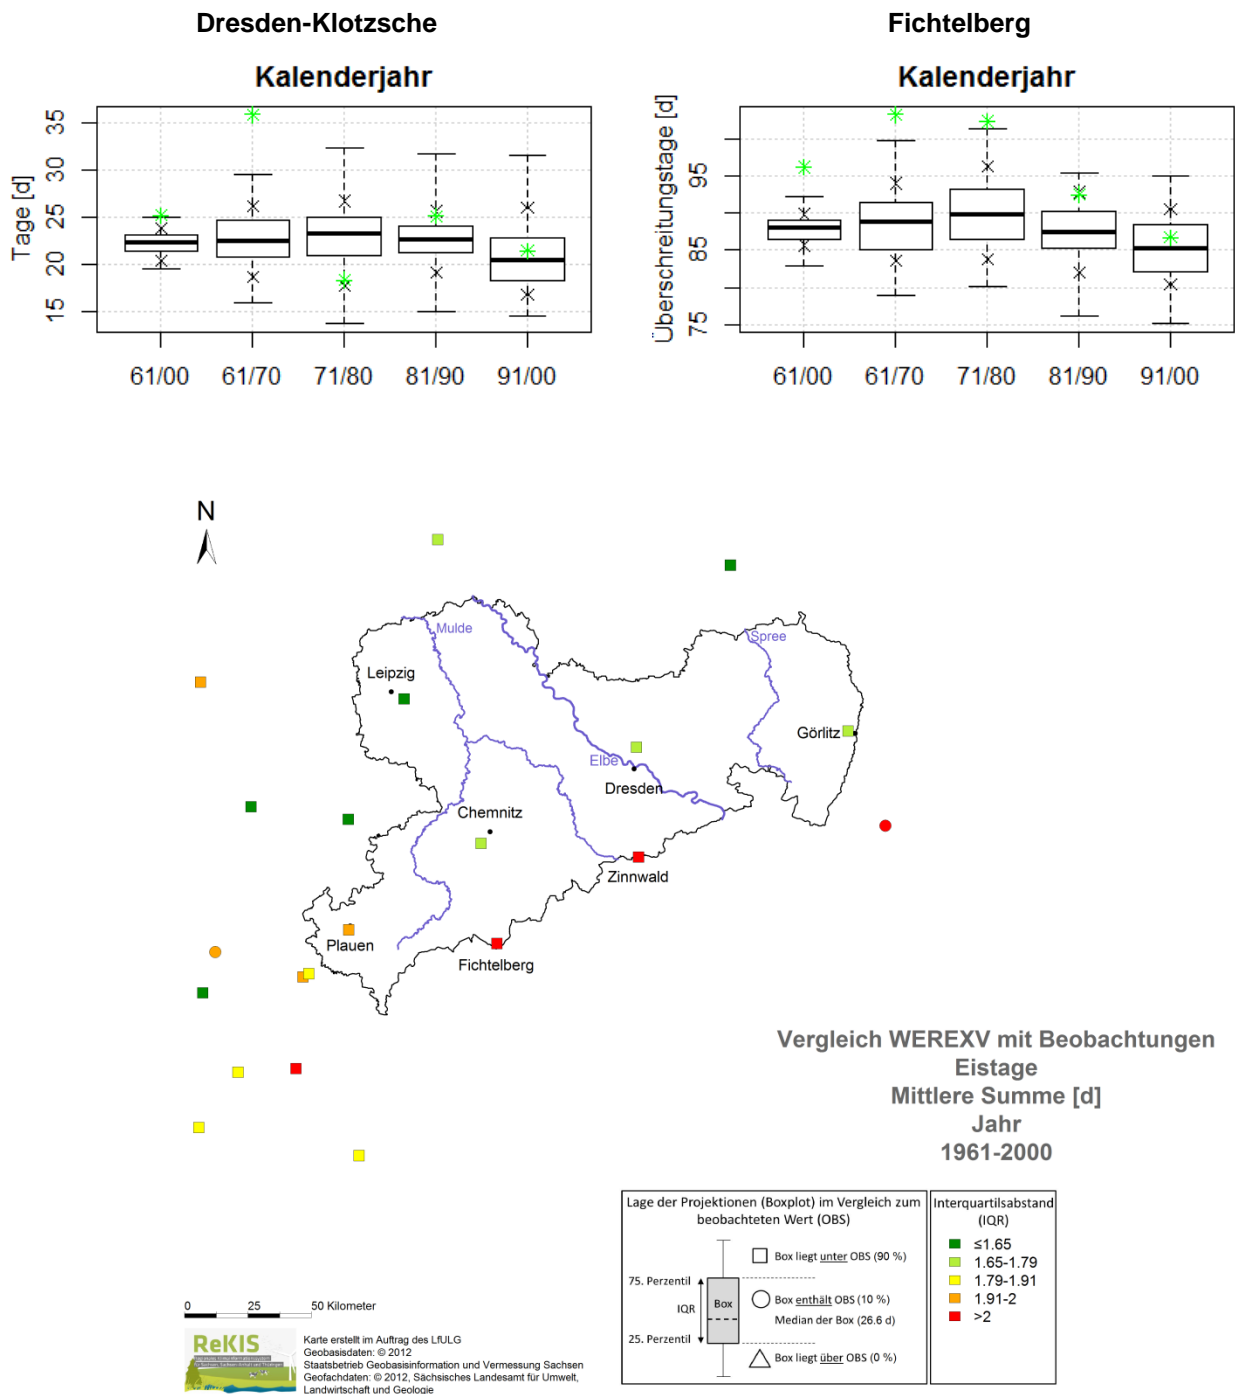 Dresden-Klotzsche
Fichtelberg
Kalenderjahr
Kalenderjahr
Tage [d]
35
30
25
20
15
61/00 61/70 71/80 81/90 91/00
Überschreitungstage [d]
95
85
75
61/00 61/70 71/80 81/90 91/00
N
Mulde
Spree
Leipzig
Görlitz
Elbe
Dresden
Chemnitz
Zinnwald
Plauen
Fichtelberg
Vergleich WEREXV mit Beobachtungen
Eistage
Mittlere Summe [d]
Jahr
1961-2000
Lage der Projektionen (Boxplot) im Vergleich zum
beobachteten Wert (OBS)
Box liegt unter OBS (90 %)
75. Perzentil
IQR
Box
Box enthält OBS (10 %)
Median der Box (26.6 d)
25. Perzentil
Box liegt über OBS (0 %)
Interquartilsabstand
(IQR)
≤1.65
1.65-1.79
1.79-1.91
1.91-2
>2
0 25 50 Kilometer
ReKIS
Karte erstellt im Auftrag des LfULG
Geobasisdaten: © 2012
Staatsbetrieb Geobasisinformation und Vermessung Sachsen
Geofachdaten: © 2012, Sächsisches Landesamt für Umwelt,
Landwirtschaft und Geologie